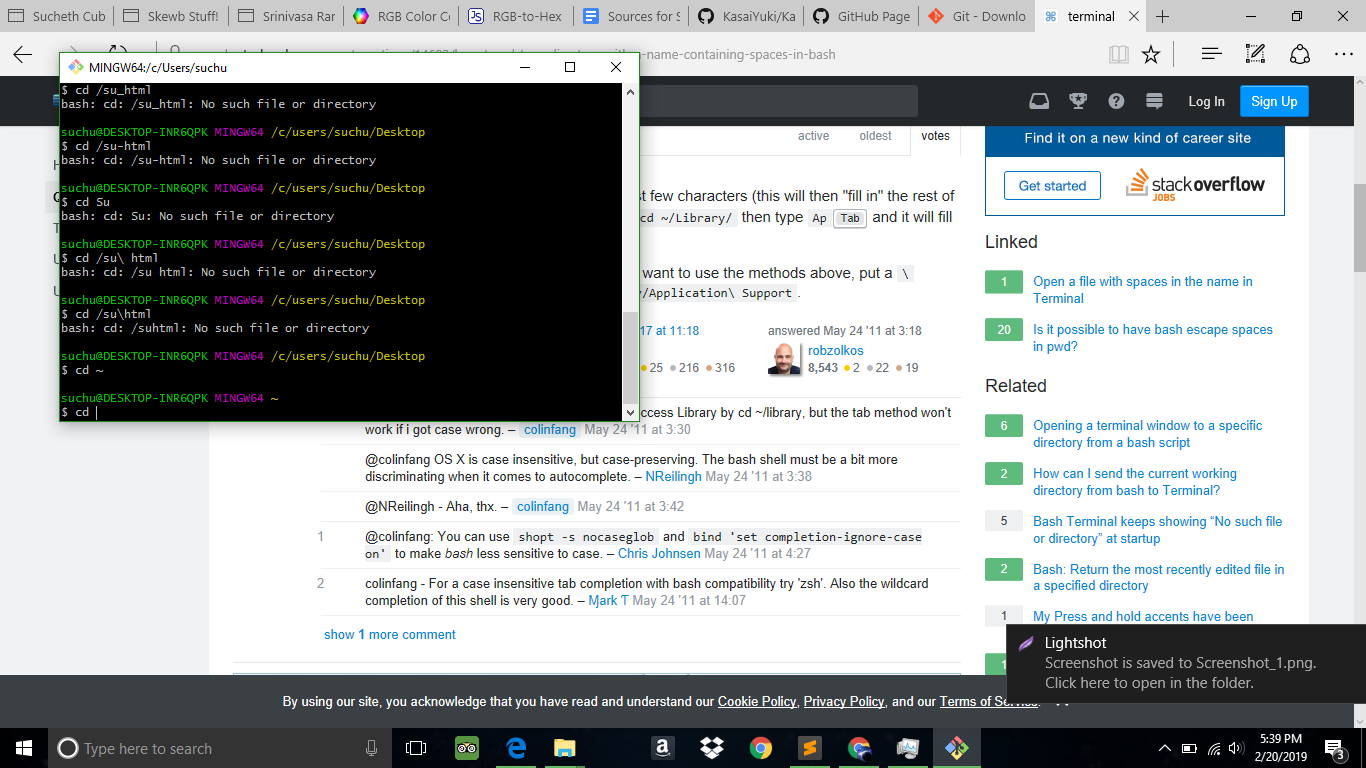 Sucheth Cub
Skewb Stuff!
Srinivasa Ran
RGB Color Co
RGB-to-Hex
Sources for S
KasaiYuki/Ka
GitHub Page
Git - Downlo
terminal
-name-containing-spaces-in-bash
MINGW64:/c/Users/suchu
$ cd /su_html
bash: cd: /su_html: No such file or directory
suchu@DESKTOP-INR6QPK MINGW64 /c/users/suchu/Desktop
$ cd /su-html
bash: cd: /su-html: No such file or directory
suchu@DESKTOP-INR6QPK MINGW64 /c/users/suchu/Desktop
$ cd Su
bash: cd: Su: No such file or directory
suchu@DESKTOP-INR6QPK MINGW64 /c/users/suchu/Desktop
$ cd /su\ html
bash: cd: /su html: No such file or directory
suchu@DESKTOP-INR6QPK MINGW64 /c/users/suchu/Desktop
$ cd /su\html
bash: cd: /suhtml: No such file or directory
suchu@DESKTOP-INR6QPK MINGW64 /c/users/suchu/Desktop
$ cd ~
suchu@DESKTOP-INR6QPK MINGW64 ~
$ cd
Log In
Sign Up
active oldest votes
t few characters (this will then "fill in" the rest of
cd ~/Library/ then type Ap Tab and it will fill
want to use the methods above, put a \
/Application\ Support .
17 at 11:18
25 216 316
answered May 24 '11 at 3:18
robzolkos
8,543 2 22 19
ccess Library by cd ~/library, but the tab method won't
work if i got case wrong. – colinfang May 24 '11 at 3:30
@colinfang OS X is case insensitive, but case-preserving. The bash shell must be a bit more
discriminating when it comes to autocomplete. – NReilingh May 24 '11 at 3:38
@NReilingh - Aha, thx. – colinfang May 24 '11 at 3:42
1 @colinfang: You can use shopt -s nocaseglob and bind 'set completion-ignore-case
on' to make bash less sensitive to case. – Chris Johnsen May 24 '11 at 4:27
2 colinfang - For a case insensitive tab completion with bash compatibility try 'zsh'. Also the wildcard
completion of this shell is very good. – Mark T May 24 '11 at 14:07
show 1 more comment
Find it on a new kind of career site
Get started
stackoverflow
JOBS
Linked
1 Open a file with spaces in the name in
Terminal
20 Is it possible to have bash escape spaces
in pwd?
Related
6 Opening a terminal window to a specific
directory from a bash script
2 How can I send the current working
directory from bash to Terminal?
5 Bash Terminal keeps showing “No such file
or directory” at startup
2 Bash: Return the most recently edited file in
a specified directory
1 My Press and hold accents have been
Lightshot
Screenshot is saved to Screenshot_1.png.
Click here to open in the folder.
By using our site, you acknowledge that you have read and understand our Cookie Policy, Privacy Policy, and our Terms of Service.
Type here to search
5:39 PM
2/20/2019
3